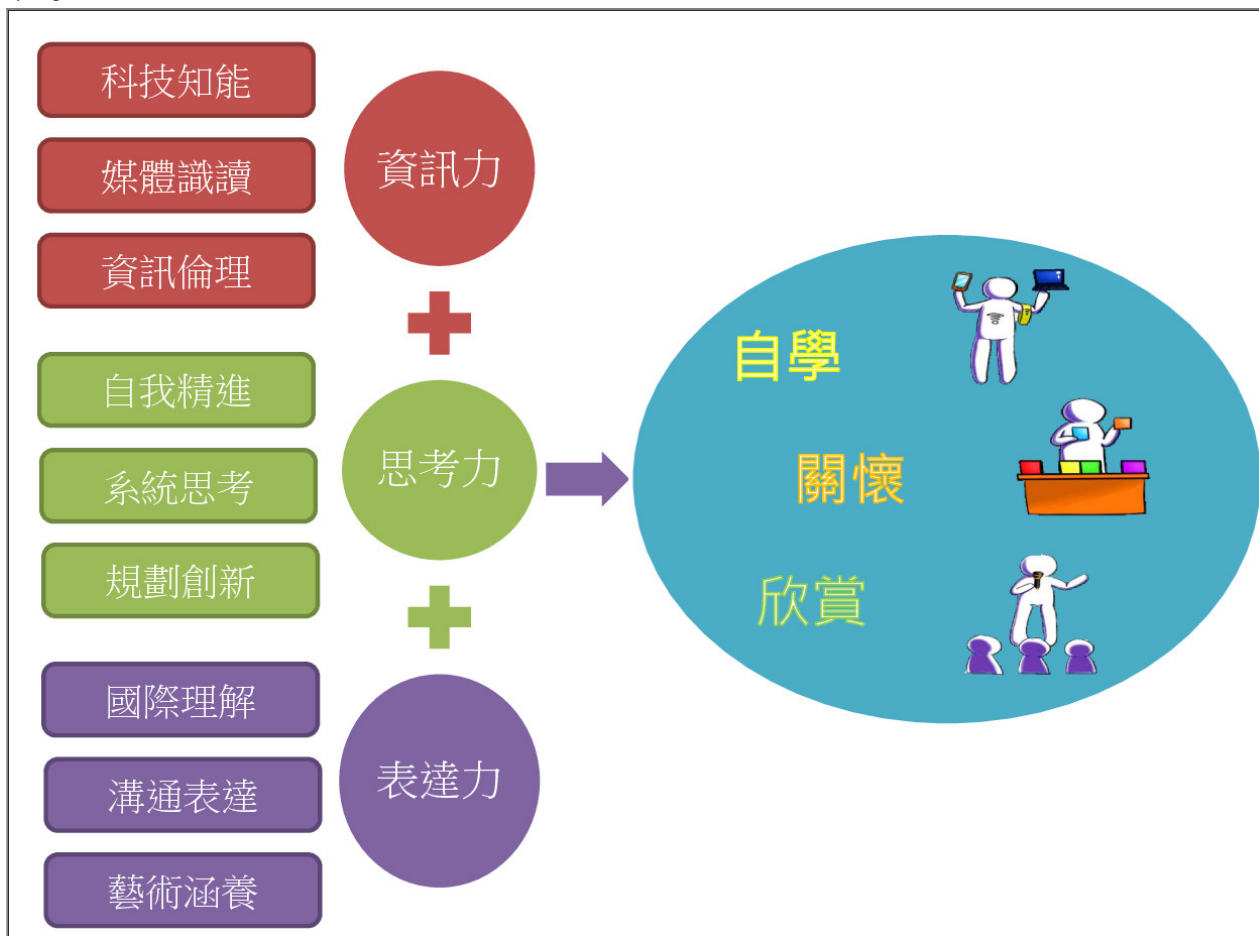 科技知能
媒體識讀
資訊倫理
資訊力
自我精進
系統思考
規劃創新
思考力
國際理解
溝通表達
藝術涵養
表達力
自學
關懷
欣賞